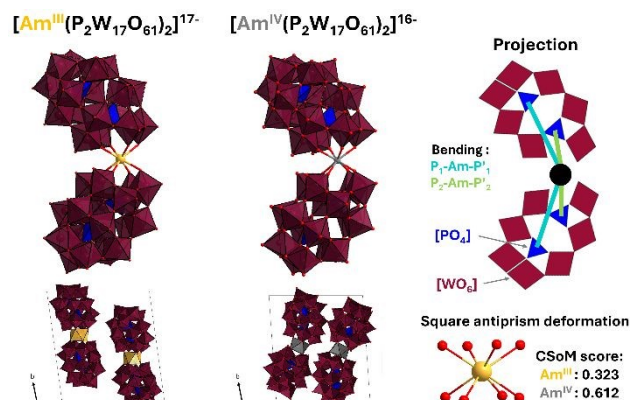 [Am^III(P₂W₁₇O₆₁)₂]^17-
[Am^IV(P₂W₁₇O₆₁)₂]^16-
Projection
Bending :
P₁-Am-P'₁
P₂-Am-P'₂
[PO₄]
[WO₆]
Square antiprism deformation
CSoM score:
Am^III : 0.323
Am^IV : 0.612
b
b